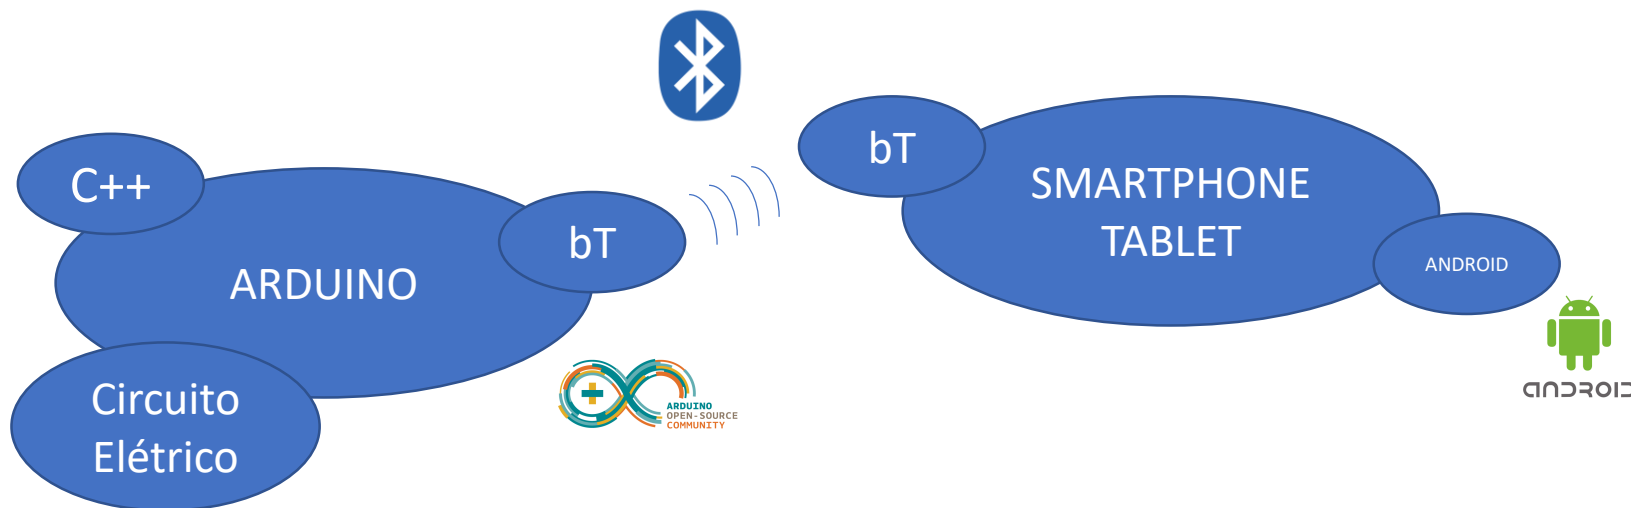 C++
ARDUINO
bT
Circuito
Elétrico
ARDUINO
OPEN-SOURCE
COMMUNITY
bT
SMARTPHONE
TABLET
ANDROID
ANDROID